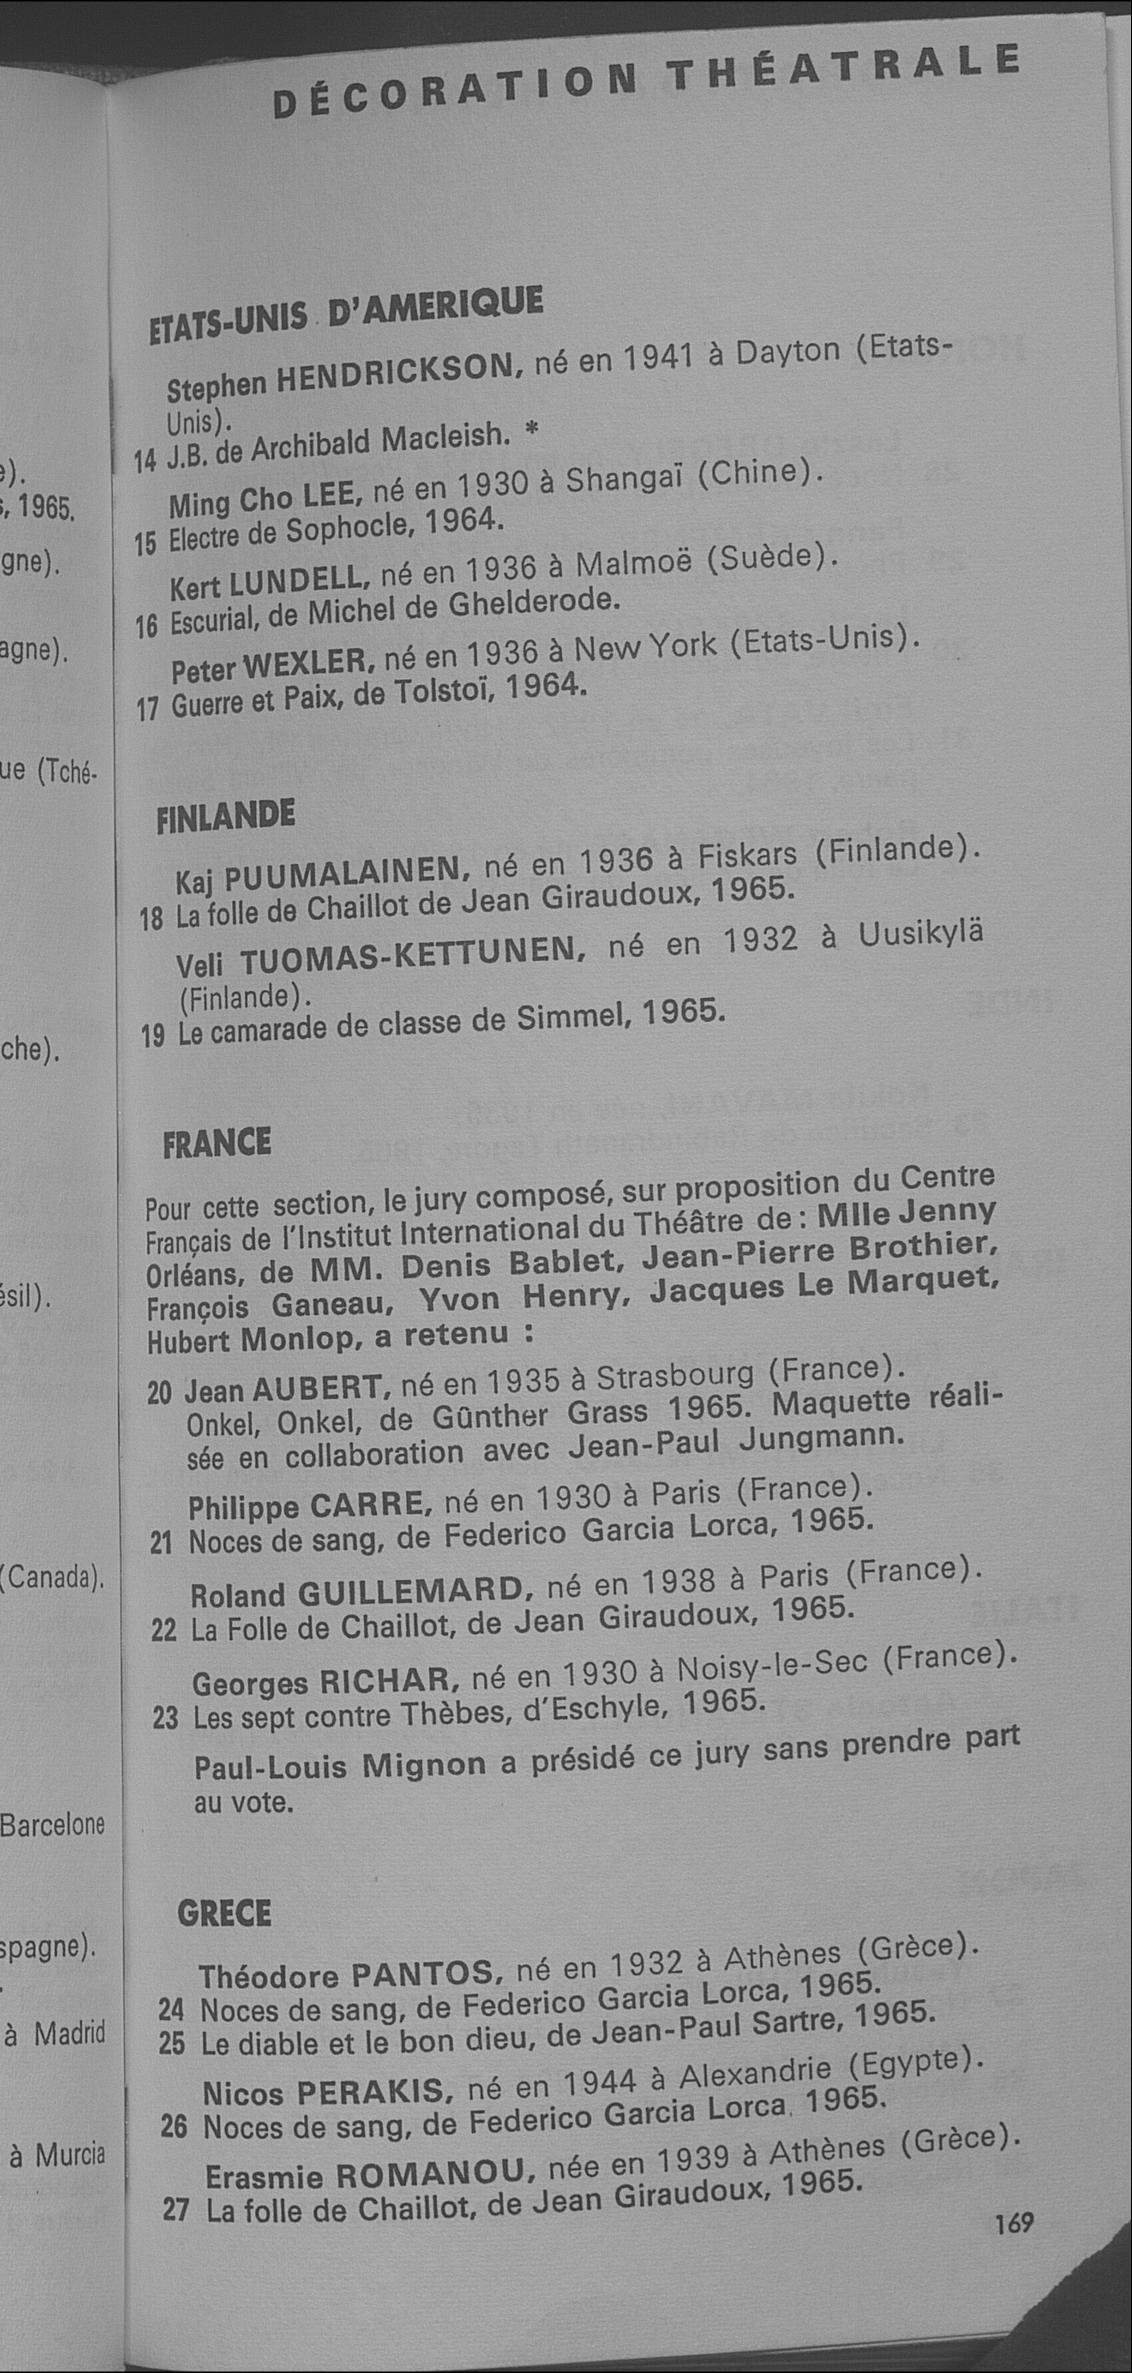 DÉCORATION THÉATRALE
ETATS-UNIS D'AMERIQUE
Stephen HENDRICKSON, né en 1941 à Dayton (Etats-
Unis).
14 J.B. de Archibald Macleish. *
Ming Cho LEE, né en 1930 à Shangaï (Chine).
15 Electre de Sophocle, 1964.
Kert LUNDELL, né en 1936 à Malmoë (Suède).
16 Escurial, de Michel de Ghelderode.
Peter WEXLER, né en 1936 à New York (Etats-Unis).
17 Guerre et Paix, de Tolstoï, 1964.
FINLANDE
Kaj PUUMALAINEN, né en 1936 à Fiskars (Finlande).
18 La folle de Chaillot de Jean Giraudoux, 1965.
Veli TUOMAS-KETTUNEN, né en 1932 à Uusikylä
(Finlande).
19 Le camarade de classe de Simmel, 1965.
FRANCE
Pour cette section, le jury composé, sur proposition du Centre
Français de l'Institut International du Théâtre de : Mlle Jenny
Orléans, de MM. Denis Bablet, Jean-Pierre Brothier,
François Ganeau, Yvon Henry, Jacques Le Marquet,
Hubert Monlop, a retenu :
20 Jean AUBERT, né en 1935 à Strasbourg (France).
Onkel, Onkel, de Gûnther Grass 1965. Maquette réali-
sée en collaboration avec Jean-Paul Jungmann.
Philippe CARRE, né en 1930 à Paris (France).
21 Noces de sang, de Federico Garcia Lorca, 1965.
Roland GUILLEMARD, né en 1938 à Paris (France).
22 La Folle de Chaillot, de Jean Giraudoux, 1965.
Georges RICHAR, né en 1930 à Noisy-le-Sec (France).
23 Les sept contre Thèbes, d'Eschyle, 1965.
Paul-Louis Mignon a présidé ce jury sans prendre part
au vote.
GRECE
Théodore PANTOS, né en 1932 à Athènes (Grèce).
24 Noces de sang, de Federico Garcia Lorca, 1965.
25 Le diable et le bon dieu, de Jean-Paul Sartre, 1965.
Nicos PERAKIS, né en 1944 à Alexandrie (Egypte).
26 Noces de sang, de Federico Garcia Lorca, 1965.
Erasmie ROMANOU, née en 1939 à Athènes (Grèce).
27 La folle de Chaillot, de Jean Giraudoux, 1965.
169
1965.
(Tché-
(Canada).
Barcelone
à Madrid
à Murcia